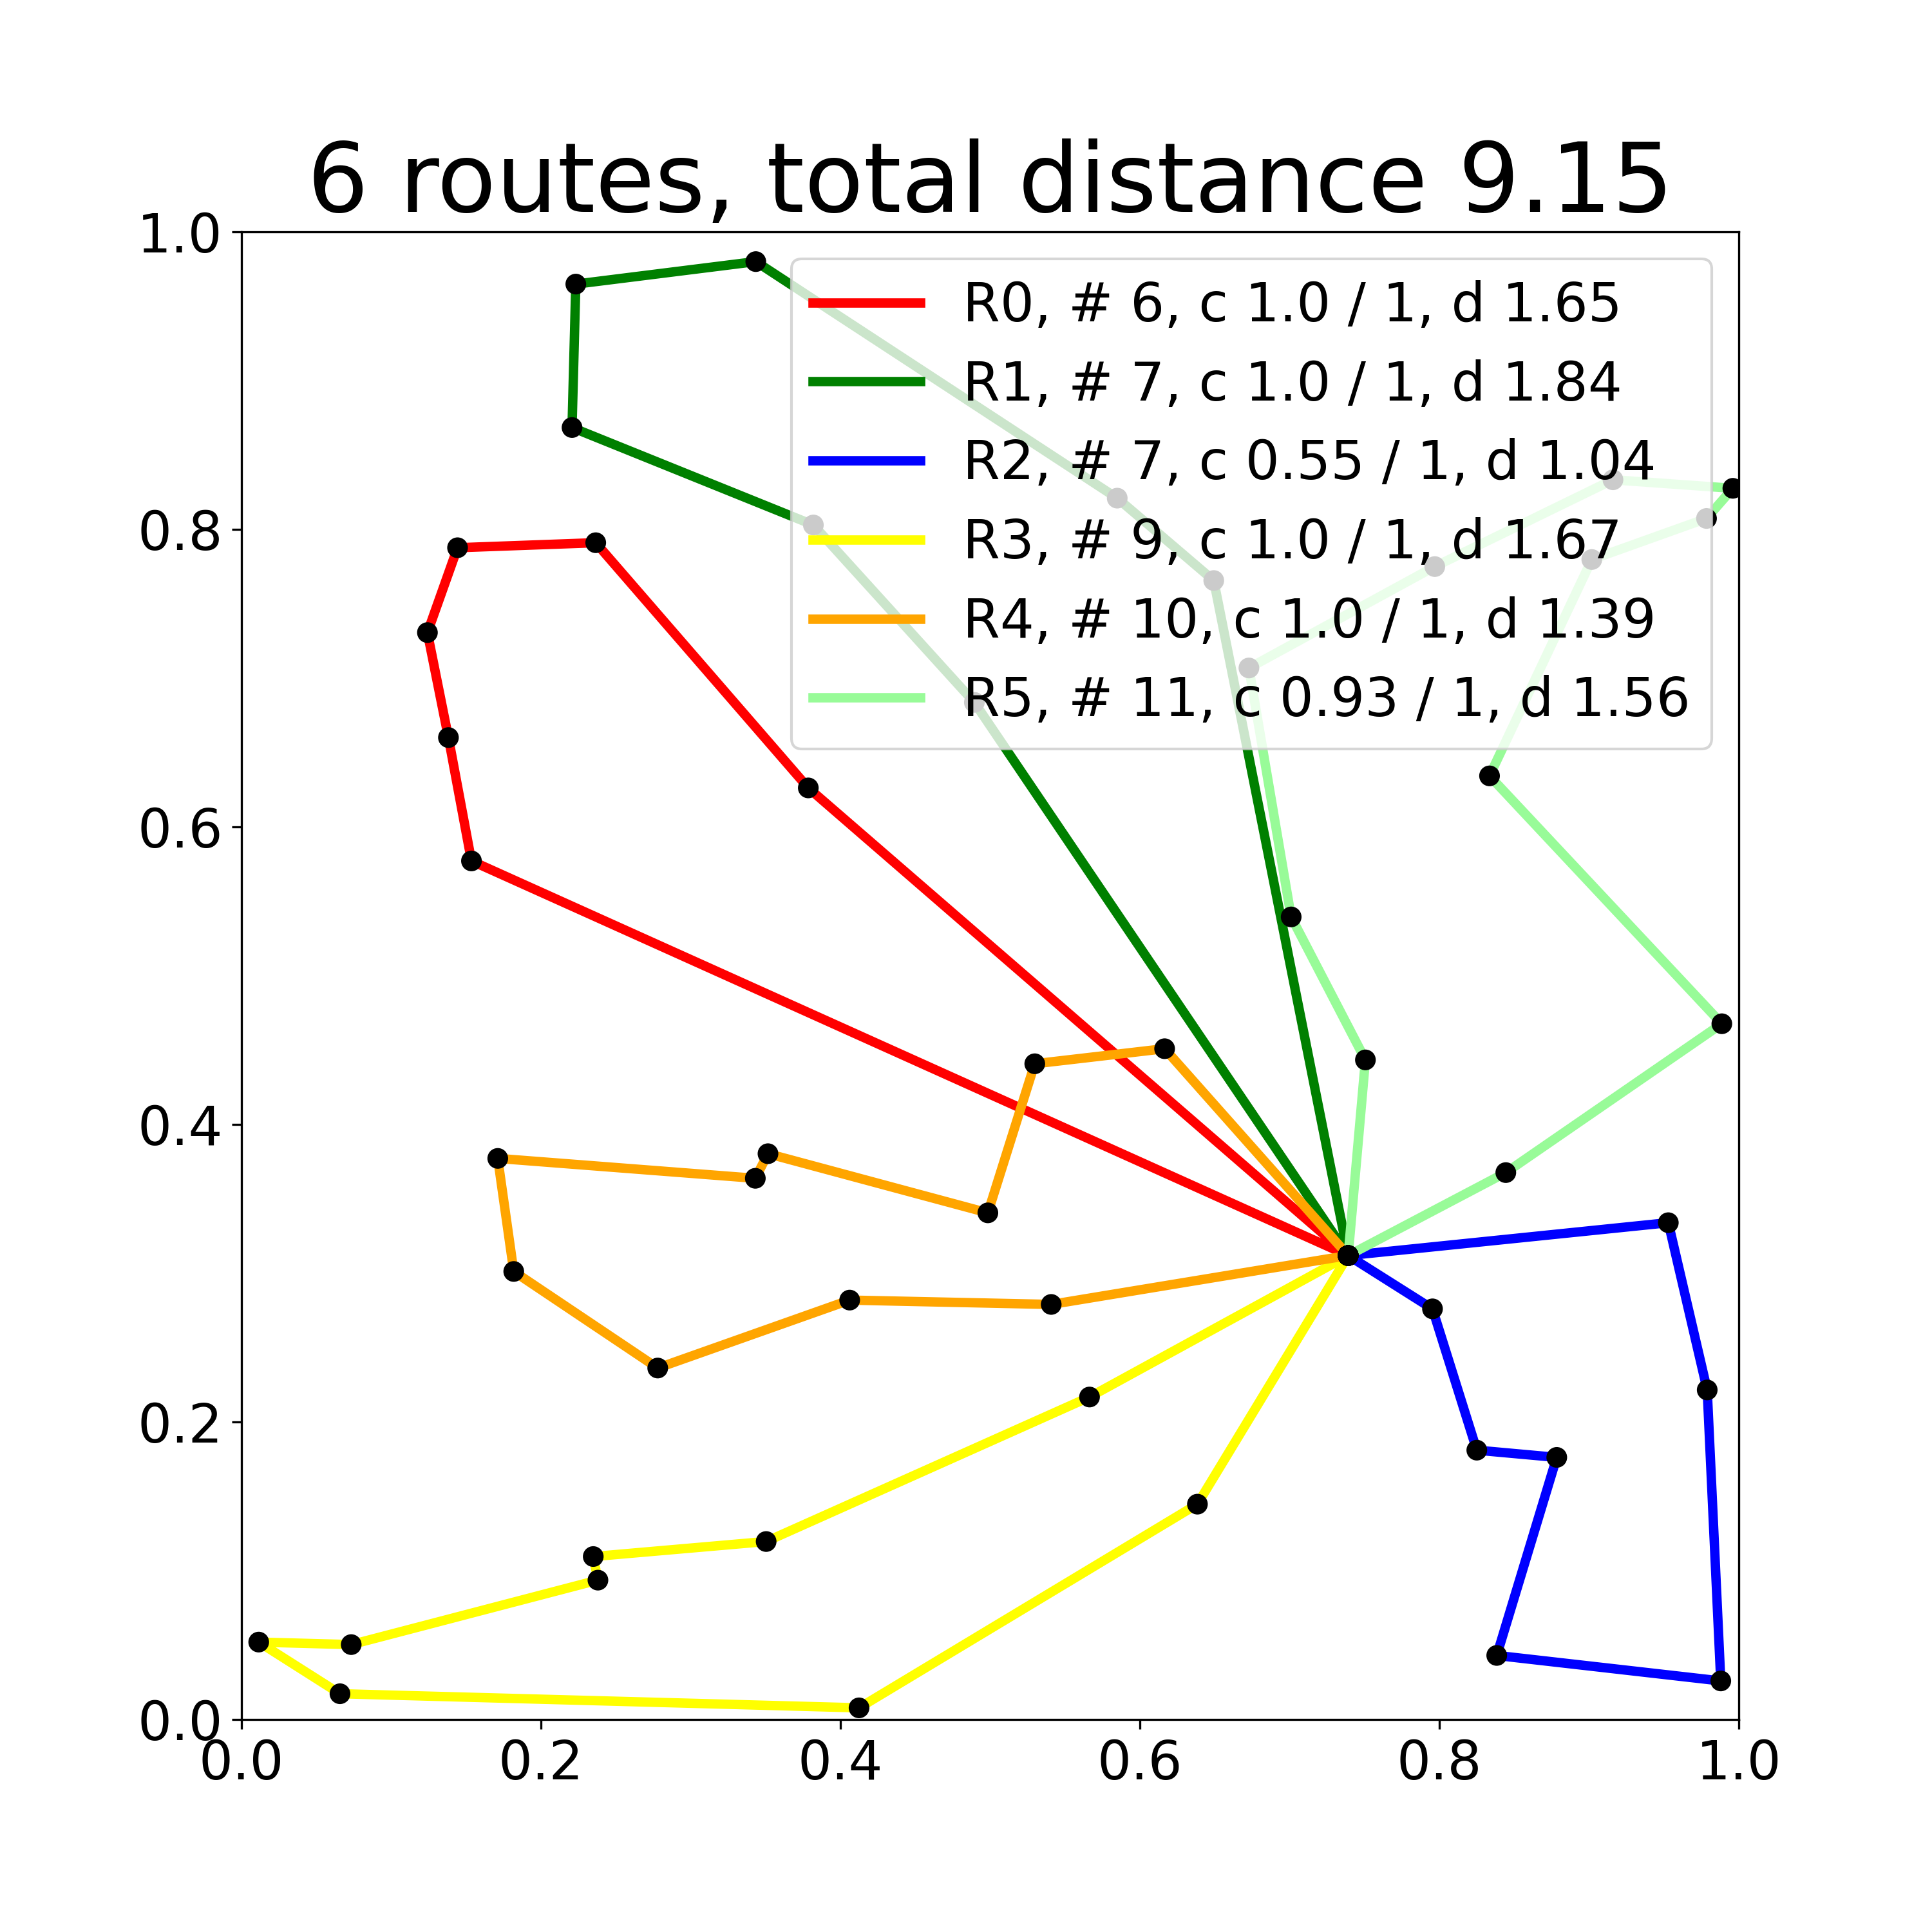 6 routes, total distance 9.15
1.0
R0, # 6, c 1.0 / 1, d 1.65
R1, # 7, c 1.0 / 1, d 1.84
R2, # 7, c 0.55 / 1, d 1.04
0.8
R3, # 9, c 1.0 / 1, d 1.67
R4, # 10, c 1.0 / 1, d 1.39
R5, # 11, c 0.93 / 1, d 1.56
0.6
0.4
0.2
0.0
0.0 0.2 0.4 0.6 0.8 1.0